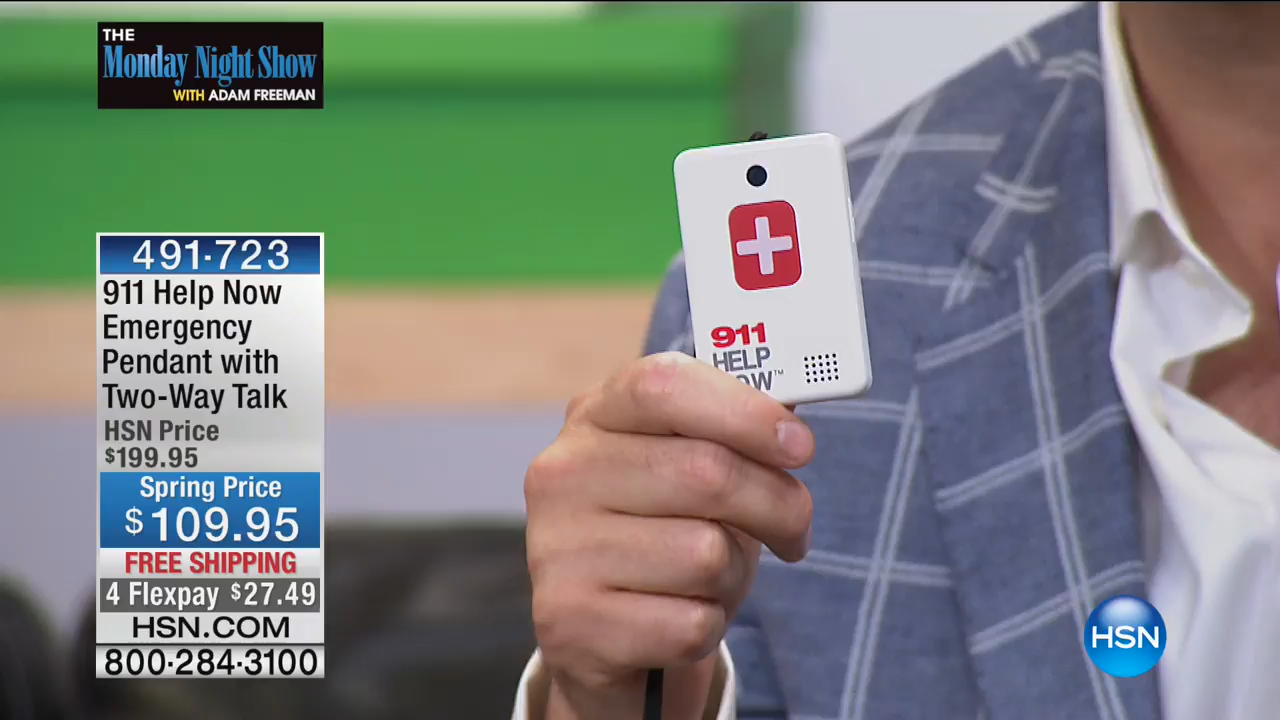 THE
Monday Night Show
WITH ADAM FREEMAN
491-723
911 Help Now
Emergency
Pendant with
Two-Way Talk
HSN Price
$199.95
Spring Price
$109.95
FREE SHIPPING
4 Flexpay $27.49
HSN.COM
800-284-3100
911
HELP
NOW™
HSN